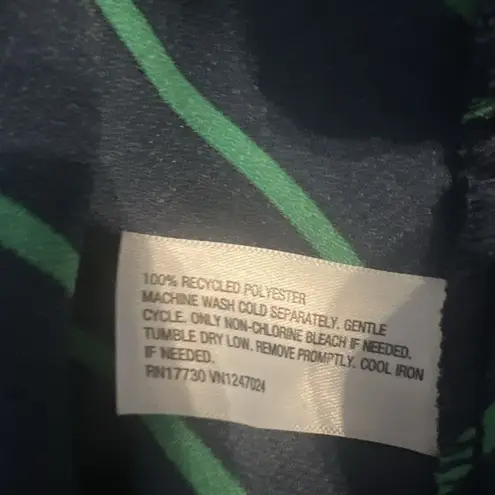 100% RECYCLED POLYESTER
MACHINE WASH COLD SEPARATELY. GENTLE
CYCLE. ONLY NON-CHLORINE BLEACH IF NEEDED.
TUMBLE DRY LOW. REMOVE PROMPTLY. COOL IRON
IF NEEDED.
RN17730 VN1247024